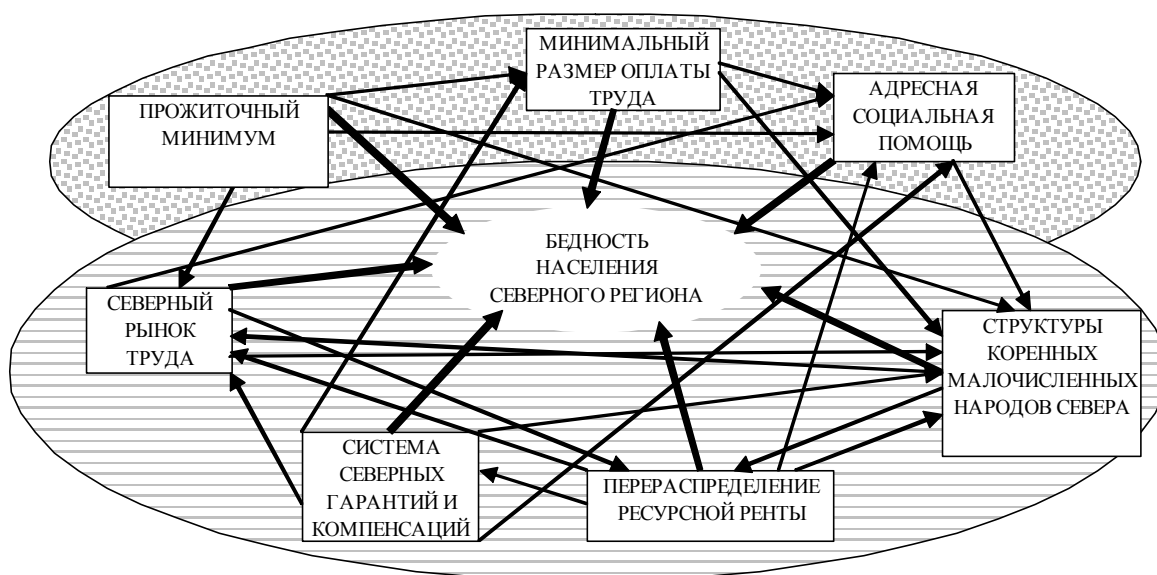 МИНИМАЛЬНЫЙ
РАЗМЕР ОПЛАТЫ
ТРУДА
ПРОЖИТОЧНЫЙ
МИНИМУМ
АДРЕСНАЯ
СОЦИАЛЬНАЯ
ПОМОЩЬ
БЕДНОСТЬ
НАСЕЛЕНИЯ
СЕВЕРНОГО РЕГИОНА
СЕВЕРНЫЙ
РЫНОК
ТРУДА
СТРУКТУРЫ
КОРЕННЫХ
МАЛОЧИСЛЕННЫХ
НАРОДОВ СЕВЕРА
СИСТЕМА
СЕВЕРНЫХ
ГАРАНТИЙ И
КОМПЕНСАЦИЙ
ПЕРЕРАСПРЕДЕЛЕНИЕ
РЕСУРСНОЙ РЕНТЫ